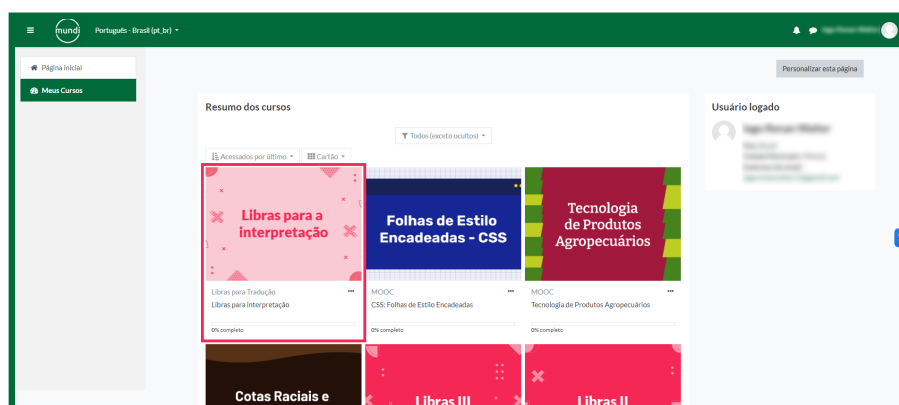 mundi
Português - Brasil (pt_br)
Página inicial
Meus Cursos
Personalizar esta página
Resumo dos cursos
Todos (exceto ocultos)
Acessados por último
Cartão
Usuário logado
Libras para a
interpretação
Libras para Tradução
Libras para interpretação
0% completo
Folhas de Estilo
Encadeadas - CSS
MOOC
CSS: Folhas de Estilo Encadeadas
0% completo
Tecnologia
de Produtos
Agropecuários
MOOC
Tecnologia de Produtos Agropecuários
0% completo
Cotas Raciais e
Libras III
Libras II